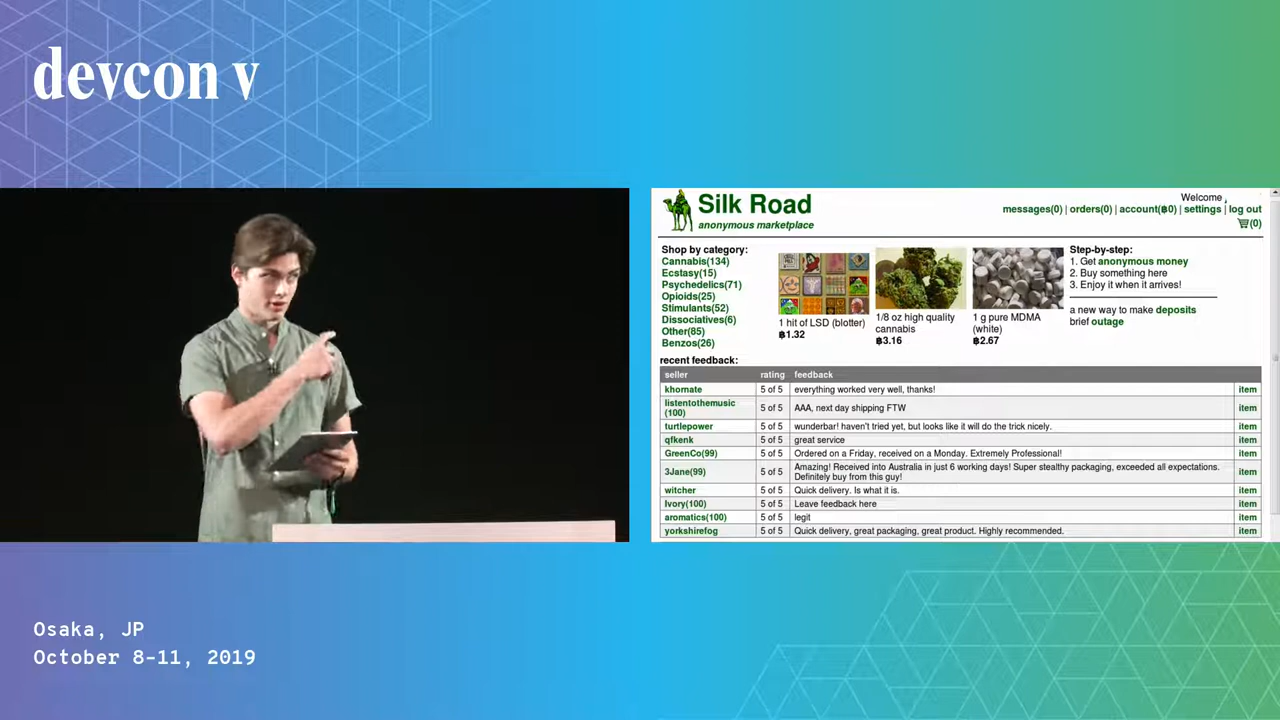 devcon v
Silk Road
anonymous marketplace
Welcome
messages(0) | orders(0) | account(฿0) | settings | log out
(0)
Shop by category:
Cannabis(134)
Ecstasy(15)
Psychedelics(71)
Opioids(25)
Stimulants(52)
Dissociatives(6)
Other(85)
Benzos(26)
1 hit of LSD (blotter)
฿1.32
1/8 oz high quality
cannabis
฿3.16
1 g pure MDMA
(white)
฿2.67
Step-by-step:
1. Get anonymous money
2. Buy something here
3. Enjoy it when it arrives!
a new way to make deposits
brief outage
recent feedback:
seller rating feedback
khornate 5 of 5 everything worked very well, thanks! item
listentothemusic
(100) 5 of 5 AAA, next day shipping FTW item
turtlepower 5 of 5 wunderbar! haven't tried yet, but looks like it will do the trick nicely. item
qfkenk 5 of 5 great service item
GreenCo(99) 5 of 5 Ordered on a Friday, received on a Monday. Extremely Professional! item
3Jane(99) 5 of 5 Amazing! Received into Australia in just 6 working days! Super stealthy packaging, exceeded all expectations. item
Definitely buy from this guy!
witcher 5 of 5 Quick delivery. Is what it is. item
Ivory(100) 5 of 5 Leave feedback here item
aromatics(100) 5 of 5 legit item
yorkshirefog 5 of 5 Quick delivery, great packaging, great product. Highly recommended. item
Osaka, JP
October 8-11, 2019